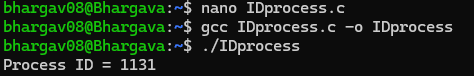 bhargav08@Bhargava:~$ nano IDprocess.c
bhargav08@Bhargava:~$ gcc IDprocess.c -o IDprocess
bhargav08@Bhargava:~$ ./IDprocess
Process ID = 1131